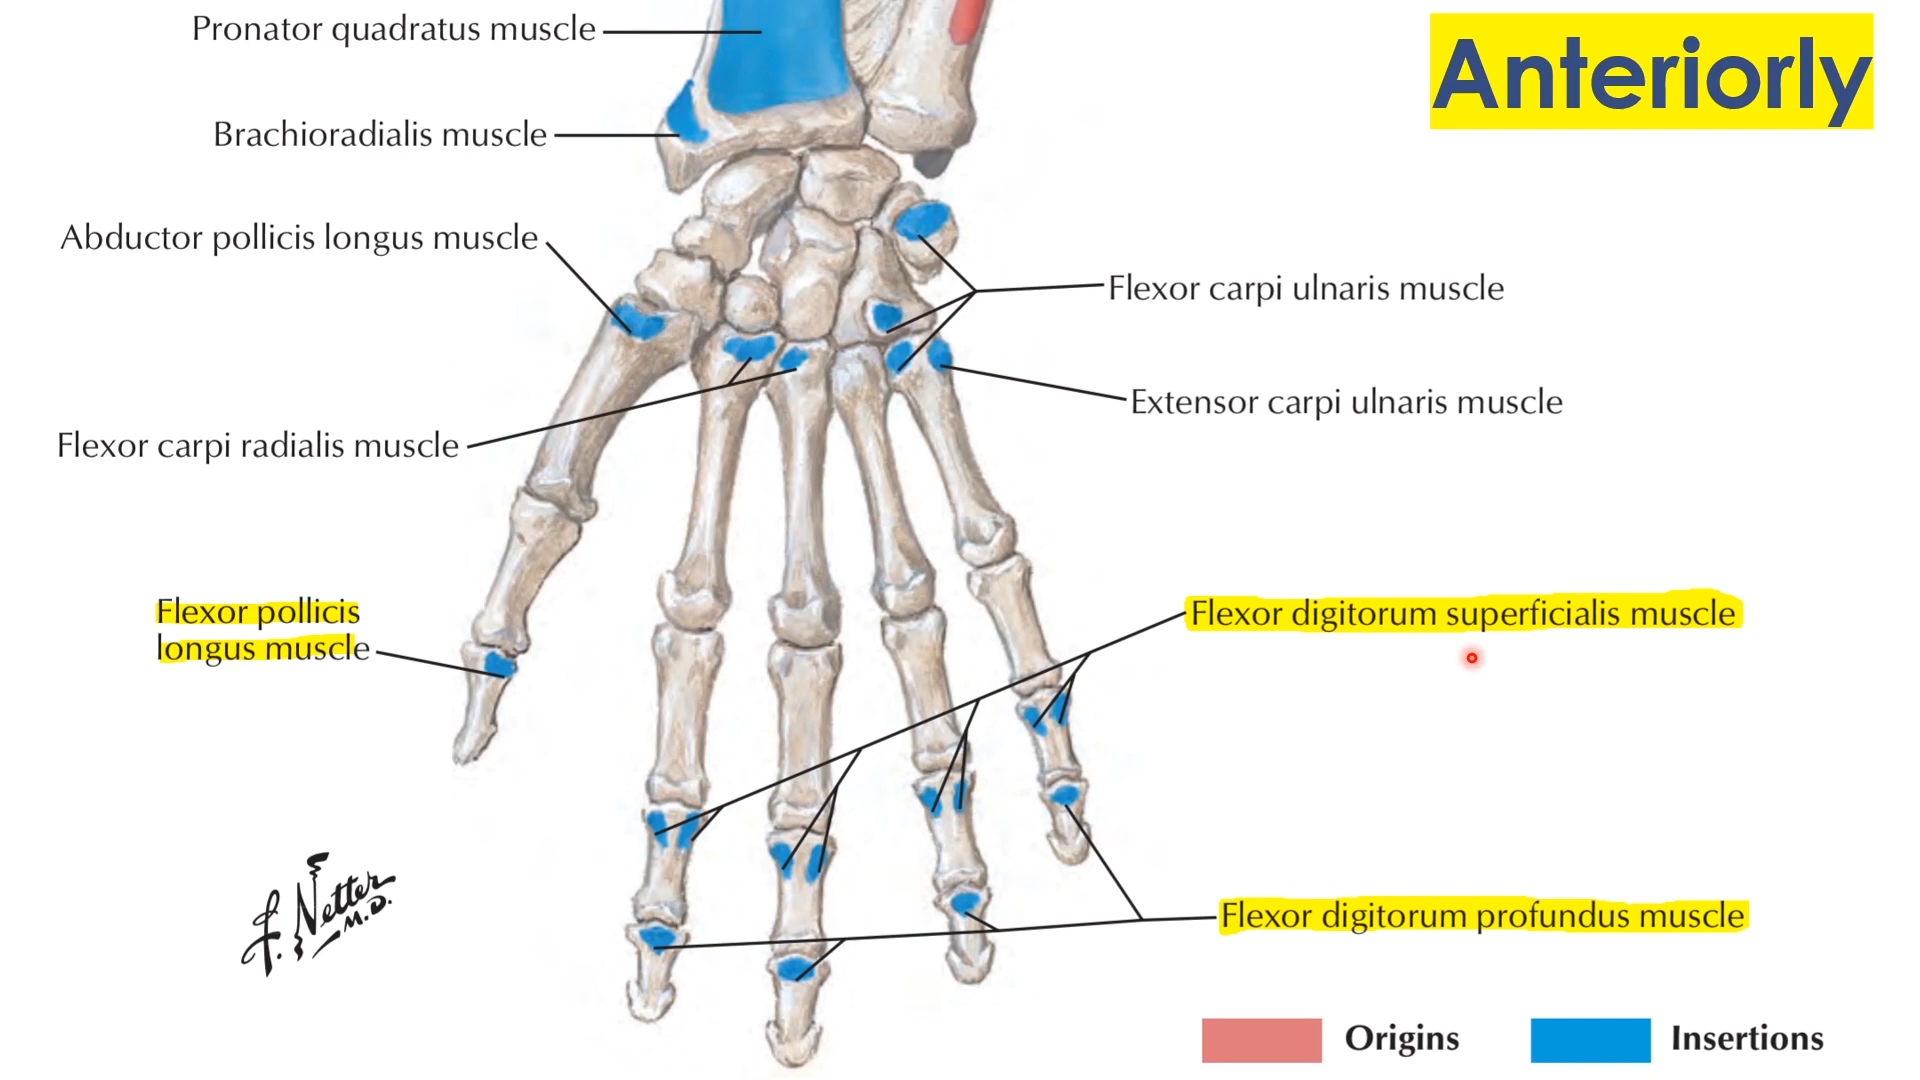 Pronator quadratus muscle
Anteriorly
Brachioradialis muscle
Abductor pollicis longus muscle
Flexor carpi ulnaris muscle
Extensor carpi ulnaris muscle
Flexor carpi radialis muscle
Flexor pollicis
longus muscle
Flexor digitorum superficialis muscle
Flexor digitorum profundus muscle
F. Netter
M.D.
Origins
Insertions